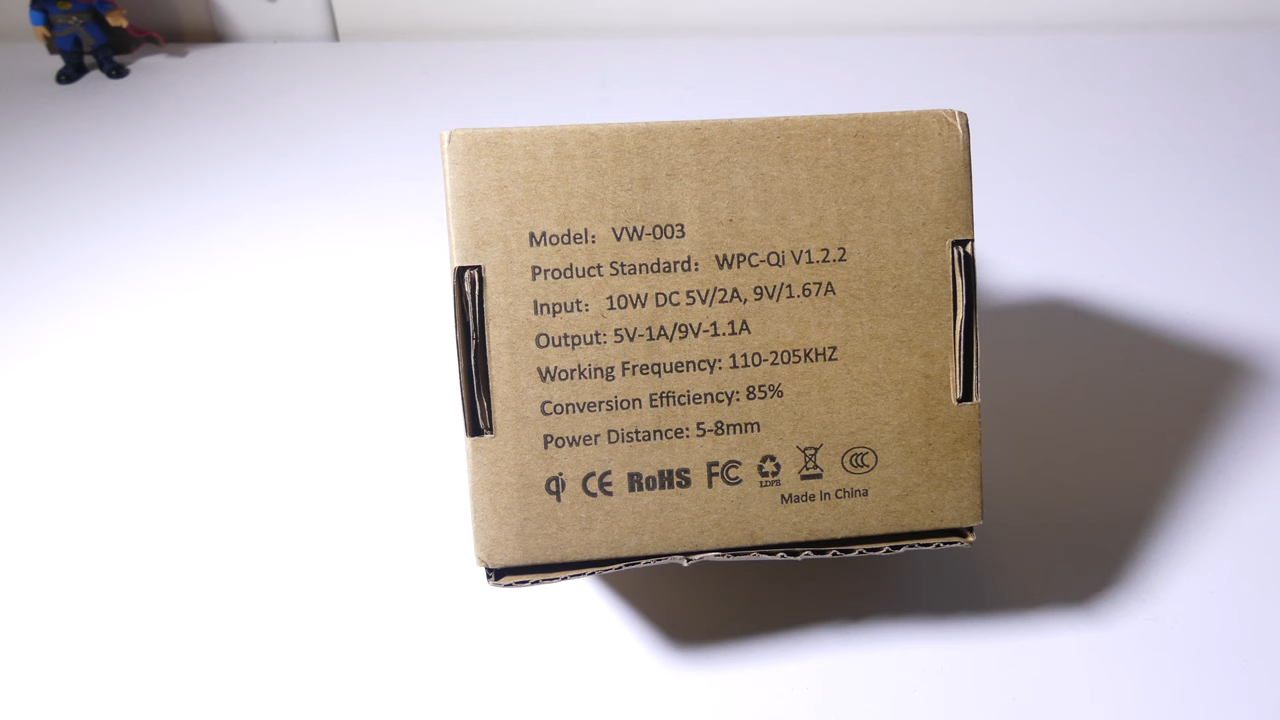 Model： VW-003
Product Standard： WPC-Qi V1.2.2
Input： 10W DC 5V/2A, 9V/1.67A
Output: 5V-1A/9V-1.1A
Working Frequency: 110-205KHZ
Conversion Efficiency: 85%
Power Distance: 5-8mm
qi CE RoHS FC LDPE CCC
Made In China